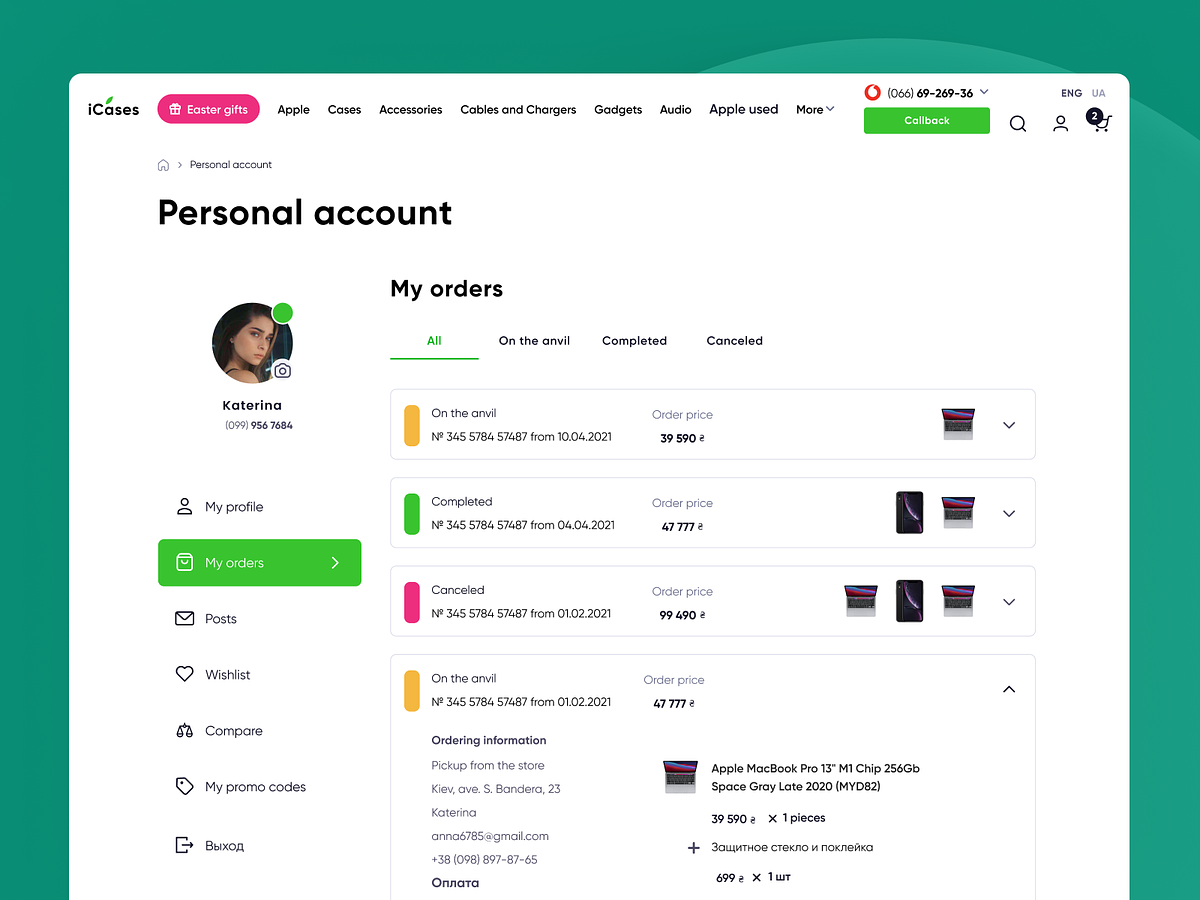 iCases
Easter gifts
Apple
Cases
Accessories
Cables and Chargers
Gadgets
Audio
Apple used
More
(066) 69-269-36
Callback
ENG UA
2
Personal account
Personal account
Katerina
(099) 956 7684
My profile
My orders
Posts
Wishlist
Compare
My promo codes
Выход
My orders
All
On the anvil
Completed
Canceled
On the anvil
№ 345 5784 57487 from 10.04.2021
Order price
39 590 ₴
Completed
№ 345 5784 57487 from 04.04.2021
Order price
47 777 ₴
Canceled
№ 345 5784 57487 from 01.02.2021
Order price
99 490 ₴
On the anvil
№ 345 5784 57487 from 01.02.2021
Order price
47 777 ₴
Ordering information
Pickup from the store
Kiev, ave. S. Bandera, 23
Katerina
anna6785@gmail.com
+38 (098) 897-87-65
Оплата
Apple MacBook Pro 13" M1 Chip 256Gb
Space Gray Late 2020 (MYD82)
39 590 ₴ × 1 pieces
+ Защитное стекло и поклейка
699 ₴ × 1 шт